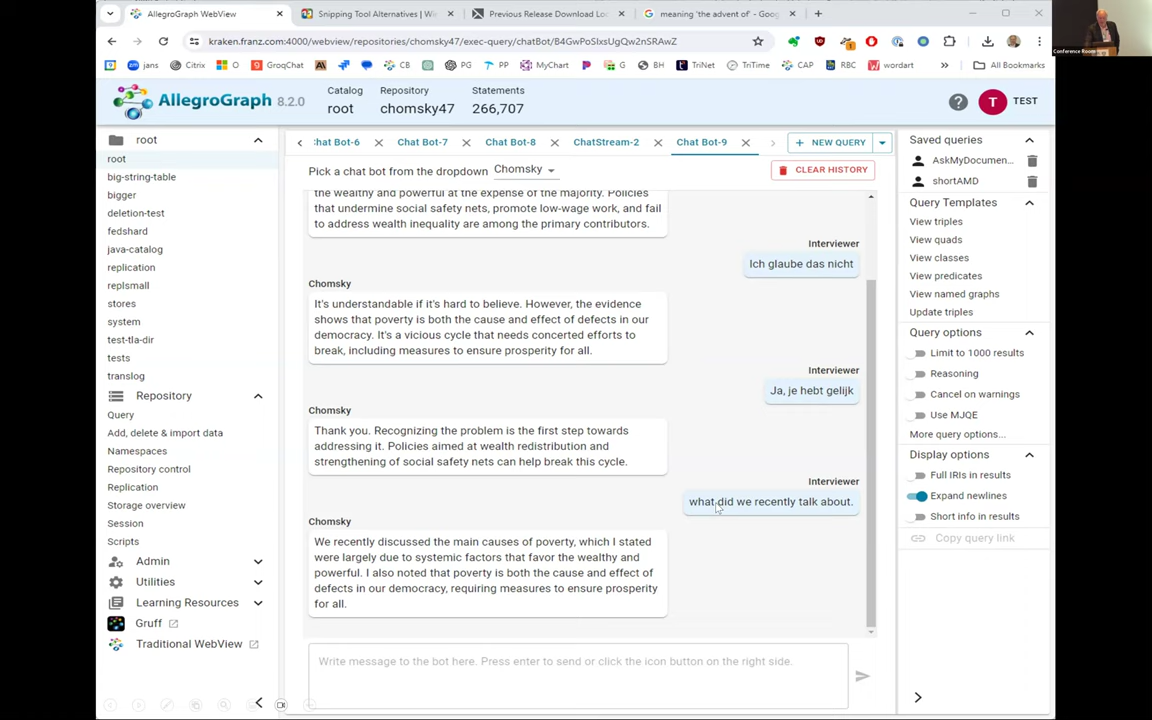 AllegroGraph WebView
Snipping Tool Alternatives | Wi
Previous Release Download Loc
meaning 'the advent of' - Goog
kraken.franz.com:4000/webview/repositories/chomsky47/exec-query/chatBot/B4GwPoSlxsUgQw2nSRAwZ
jans
Citrix
O
GroqChat
CB
PG
PP
MyChart
G
BH
TriNet
TriTime
CAP
RBC
wordart
All Bookmarks
Conference Room
AllegroGraph 8.2.0
Catalog
root
Repository
chomsky47
Statements
266,707
T
TEST
root
root
big-string-table
bigger
deletion-test
fedshard
java-catalog
replication
replsmall
stores
system
test-tla-dir
tests
translog
Repository
Query
Add, delete & import data
Namespaces
Repository control
Replication
Storage overview
Session
Scripts
Admin
Utilities
Learning Resources
Gruff
Traditional WebView
Chat Bot-6
Chat Bot-7
Chat Bot-8
ChatStream-2
Chat Bot-9
NEW QUERY
Pick a chat bot from the dropdown Chomsky
CLEAR HISTORY
the wealthy and powerful at the expense of the majority. Policies
that undermine social safety nets, promote low-wage work, and fail
to address wealth inequality are among the primary contributors.
Interviewer
Ich glaube das nicht
Chomsky
It's understandable if it's hard to believe. However, the evidence
shows that poverty is both the cause and effect of defects in our
democracy. It's a vicious cycle that needs concerted efforts to
break, including measures to ensure prosperity for all.
Interviewer
Ja, je hebt gelijk
Chomsky
Thank you. Recognizing the problem is the first step towards
addressing it. Policies aimed at wealth redistribution and
strengthening of social safety nets can help break this cycle.
Interviewer
what did we recently talk about.
Chomsky
We recently discussed the main causes of poverty, which I stated
were largely due to systemic factors that favor the wealthy and
powerful. I also noted that poverty is both the cause and effect of
defects in our democracy, requiring measures to ensure prosperity
for all.
Write message to the bot here. Press enter to send or click the icon button on the right side.
Saved queries
AskMyDocumen...
shortAMD
Query Templates
View triples
View quads
View classes
View predicates
View named graphs
Update triples
Query options
Limit to 1000 results
Reasoning
Cancel on warnings
Use MJQE
More query options...
Display options
Full IRIs in results
Expand newlines
Short info in results
Copy query link